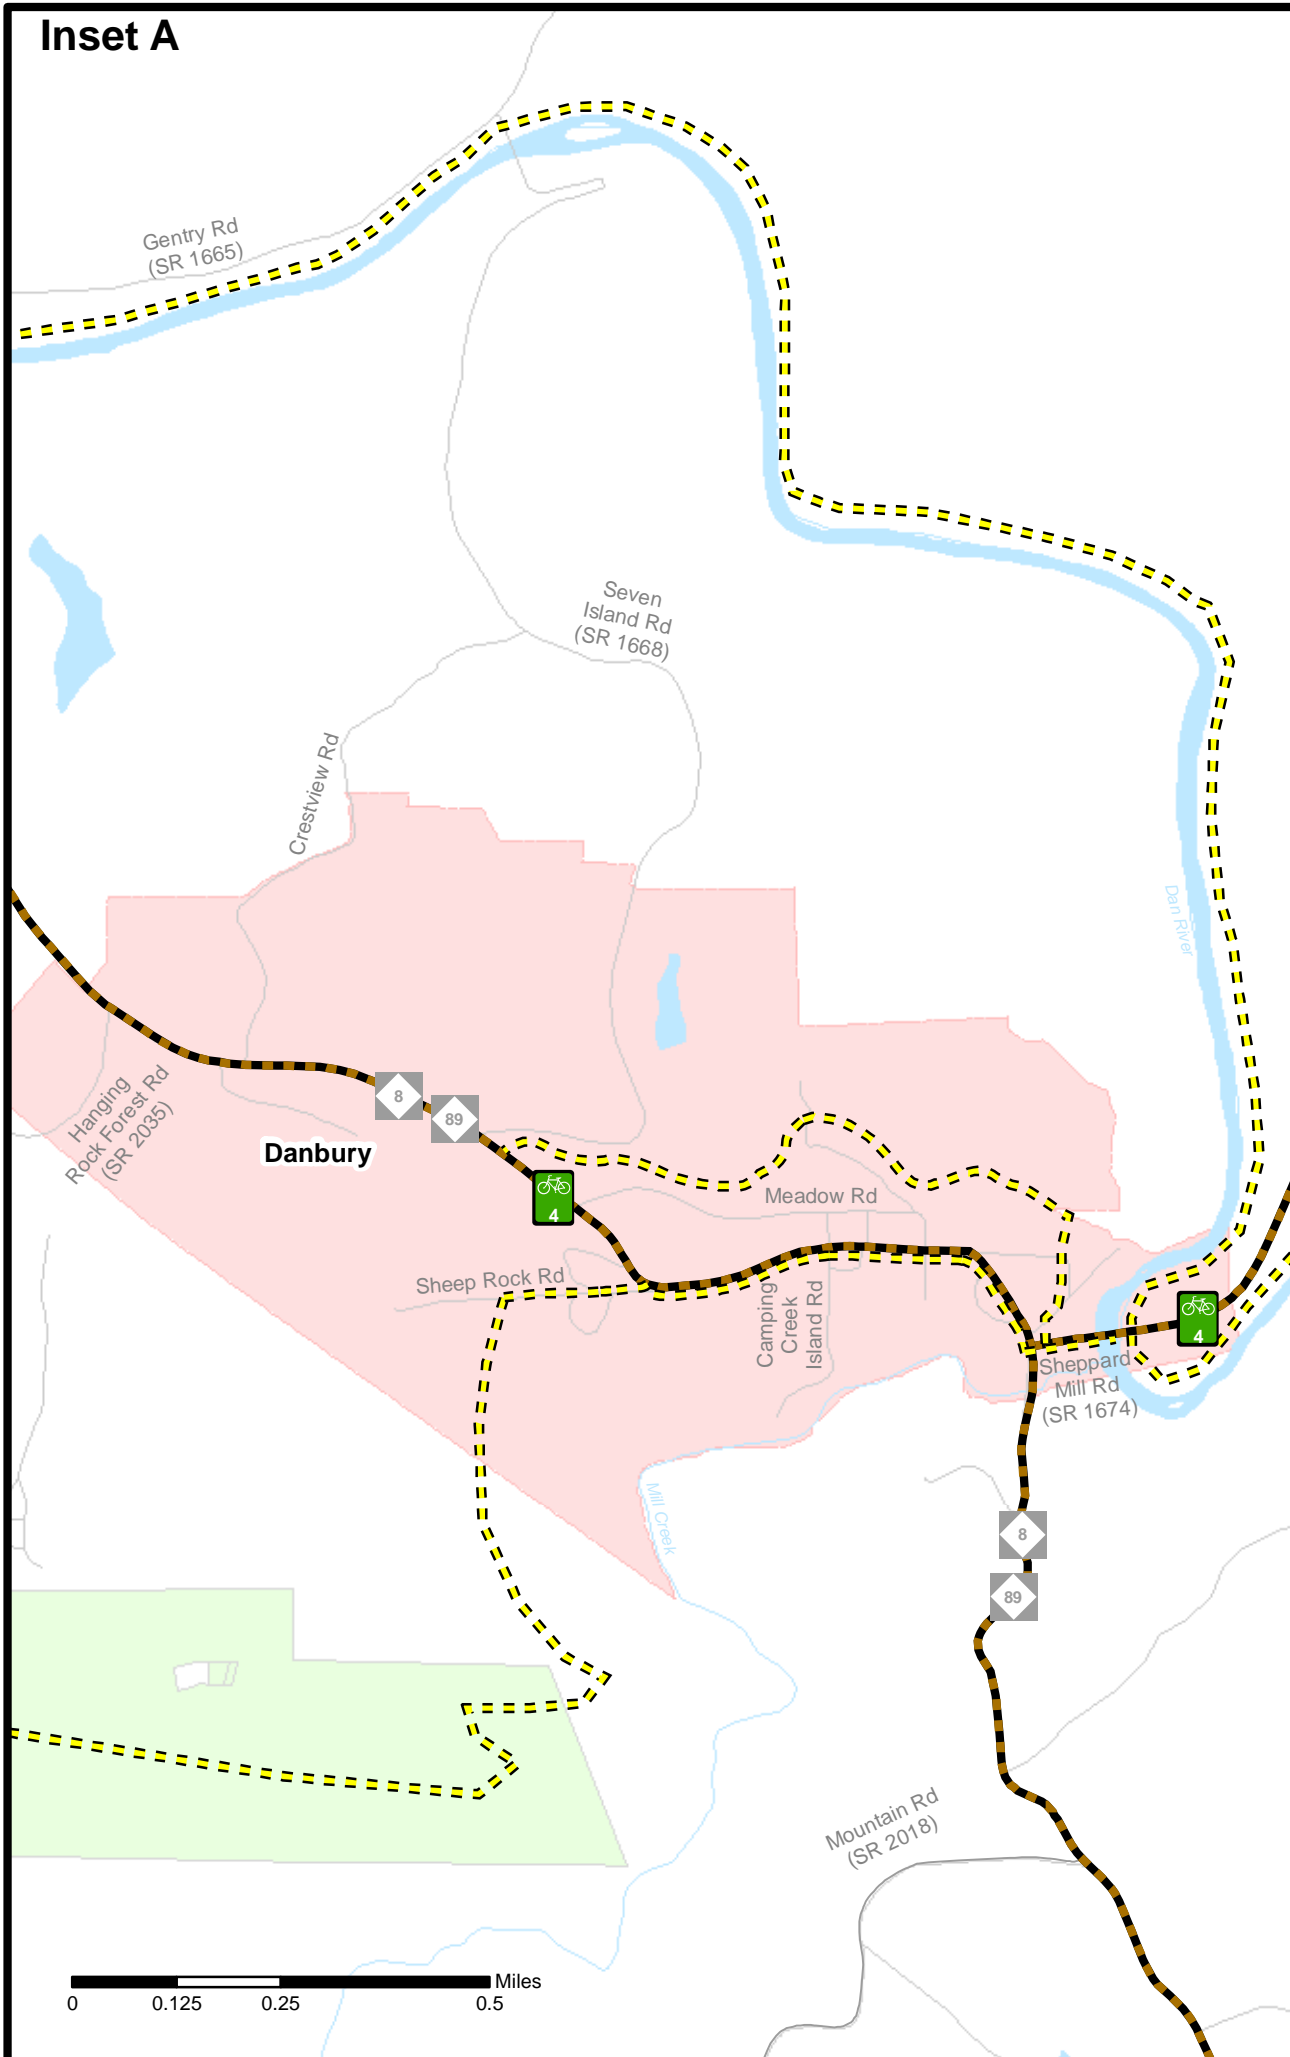 Inset A
Gentry Rd
(SR 1665)
Seven
Island Rd
(SR 1668)
Crestview Rd
Dan River
Hanging
Rock Forest Rd
(SR 2035)
8
89
Danbury
4
Meadow Rd
Sheep Rock Rd
Camping
Creek
Island Rd
4
Sheppard
Mill Rd
(SR 1674)
Mill Creek
8
89
Mountain Rd
(SR 2018)
Miles
0 0.125 0.25 0.5